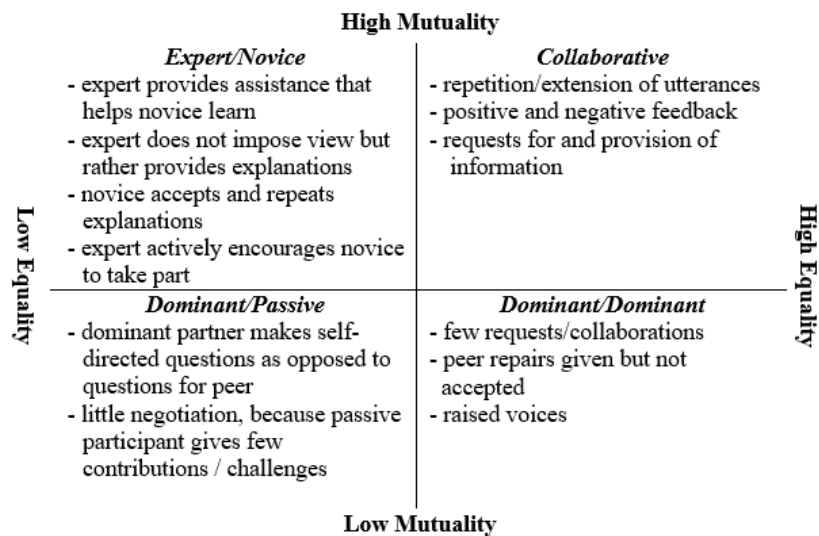 High Mutuality
Expert/Novice
- expert provides assistance that
helps novice learn
- expert does not impose view but
rather provides explanations
- novice accepts and repeats
explanations
- expert actively encourages novice
to take part
Collaborative
- repetition/extension of utterances
- positive and negative feedback
- requests for and provision of
information
Low Equality
High Equality
Dominant/Passive
- dominant partner makes self-
directed questions as opposed to
questions for peer
- little negotiation, because passive
participant gives few
contributions / challenges
Dominant/Dominant
- few requests/collaborations
- peer repairs given but not
accepted
- raised voices
Low Mutuality